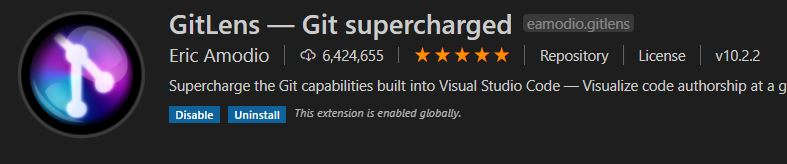 GitLens — Git supercharged eamodio.gitlens
Eric Amodio 6,424,655 Repository License v10.2.2
Supercharge the Git capabilities built into Visual Studio Code — Visualize code authorship at a g
Disable Uninstall This extension is enabled globally.